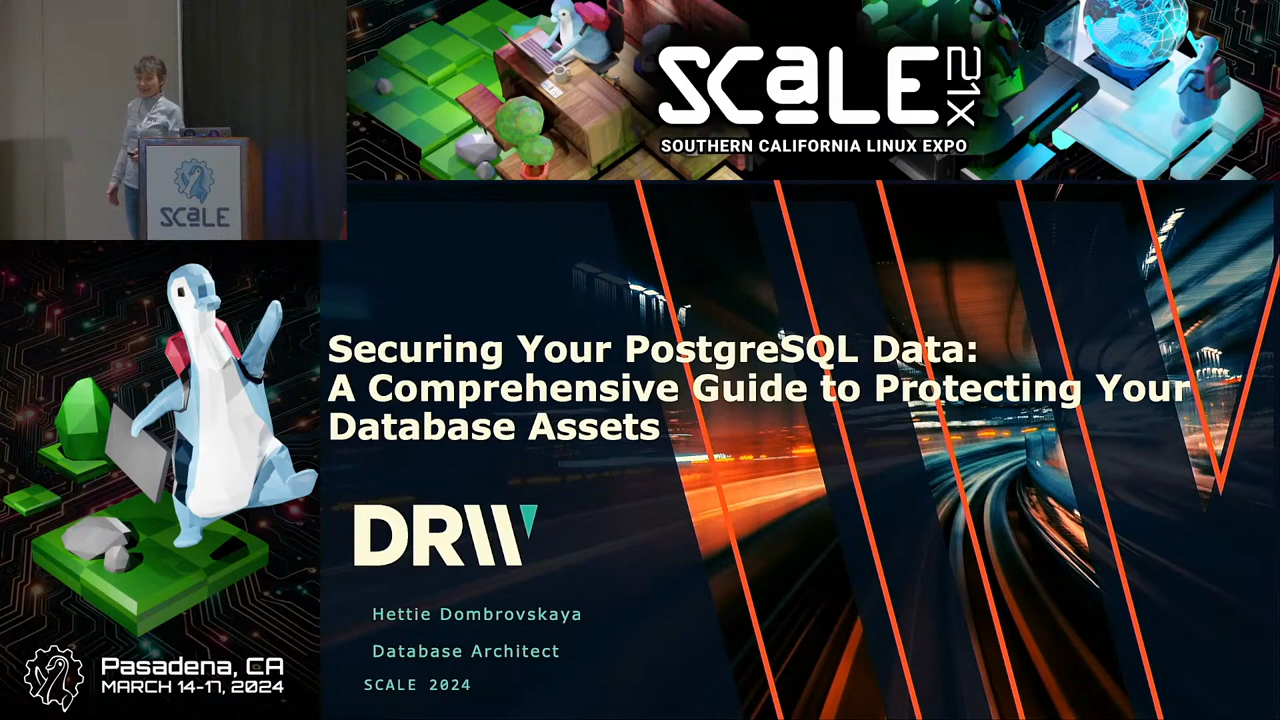 SCaLE 21x
SOUTHERN CALIFORNIA LINUX EXPO
SCaLE
Securing Your PostgreSQL Data:
A Comprehensive Guide to Protecting Your
Database Assets
DRW
Hettie Dombrovskaya
Database Architect
SCALE 2024
Pasadena, CA
MARCH 14-17, 2024